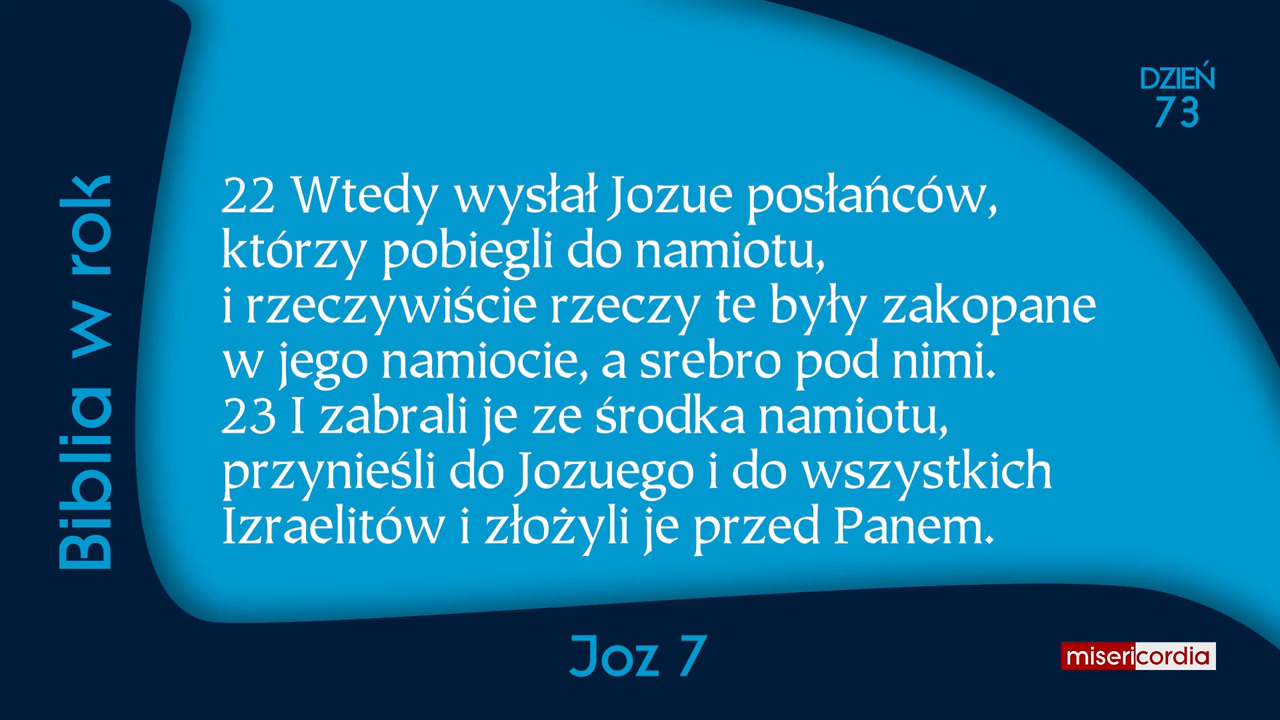 DZIEŃ
73
Biblia w rok
22 Wtedy wysłał Jozue posłańców,
którzy pobiegli do namiotu,
i rzeczywiście rzeczy te były zakopane
w jego namiocie, a srebro pod nimi.
23 I zabrali je ze środka namiotu,
przynieśli do Jozuego i do wszystkich
Izraelitów i złożyli je przed Panem.
Joz 7
misericordia